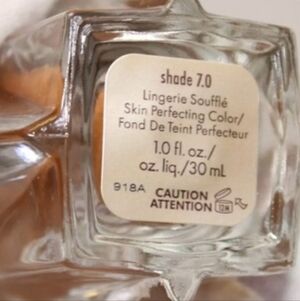 shade 7.0
Lingerie Soufflé
Skin Perfecting Color/
Fond De Teint Perfecteur
1.0 fl. oz./
oz. liq./30 mL
918A CAUTION
ATTENTION 12M